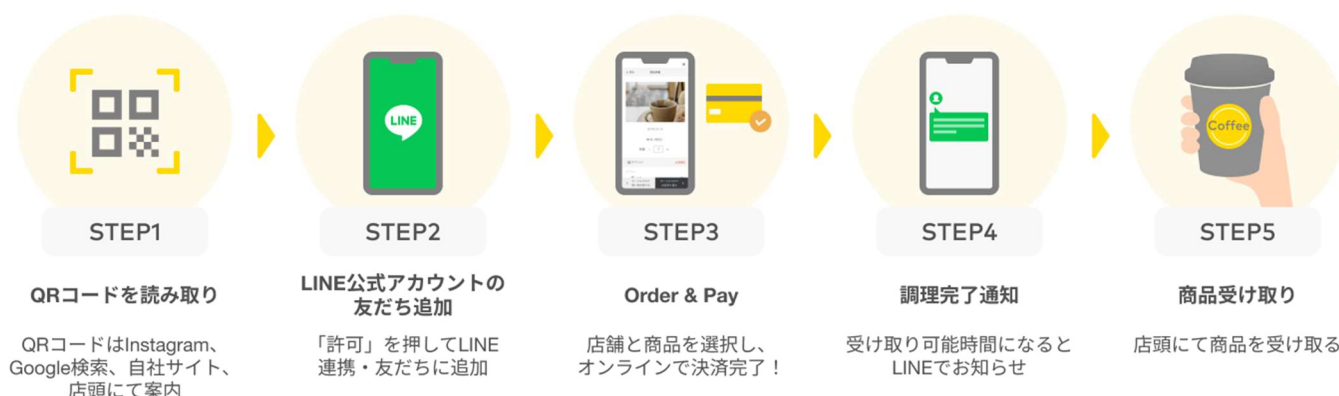 LINE
Coffee
STEP1
STEP2
STEP3
STEP4
STEP5
QRコードを読み取り
LINE公式アカウントの
友だち追加
Order & Pay
調理完了通知
商品受け取り
QRコードはInstagram、
Google検索、自社サイト、
店頭にて案内
「許可」を押してLINE
連携・友だちに追加
店舗と商品を選択し、
オンラインで決済完了！
受け取り可能時間になると
LINEでお知らせ
店頭にて商品を受け取る